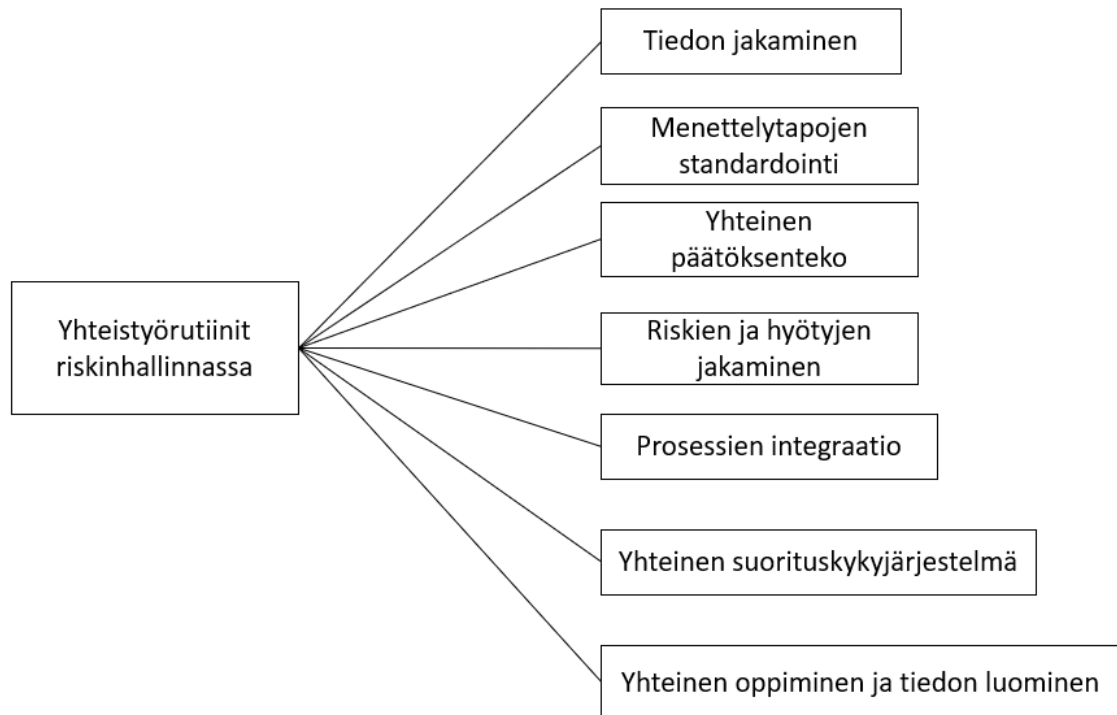 Tiedon jakaminen
Menettelytapojen
standardointi
Yhteinen
päätöksenteko
Yhteistyörutiinit
riskinhallinnassa
Riskien ja hyötyjen
jakaminen
Prosessien integraatio
Yhteinen suorituskykyjärjestelmä
Yhteinen oppiminen ja tiedon luominen